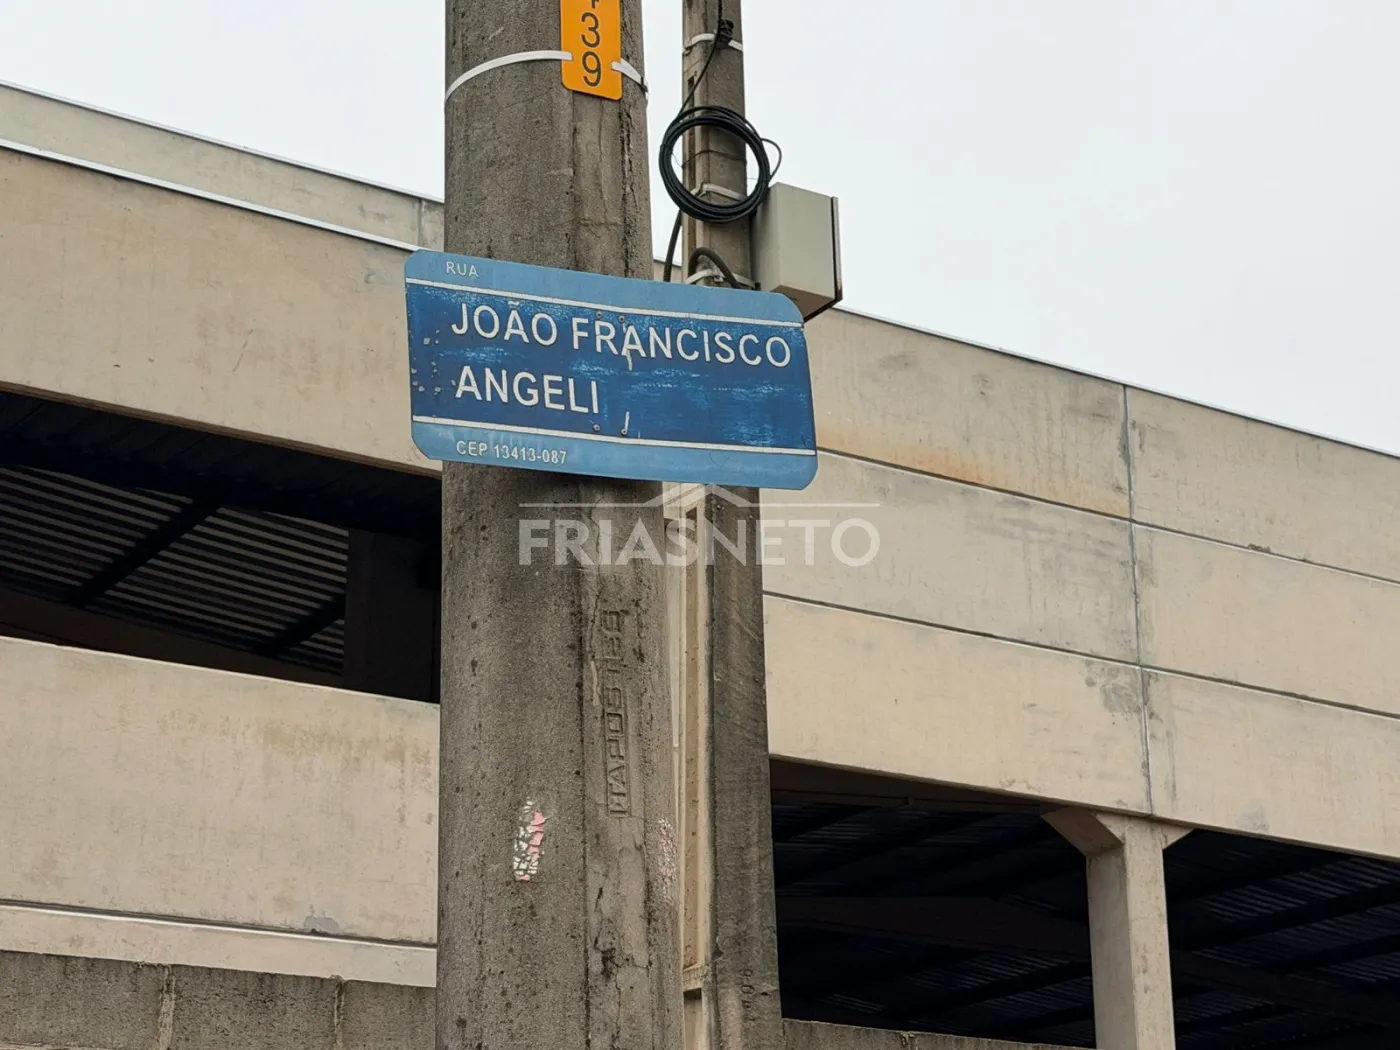 39
RUA
JOÃO FRANCISCO
ANGELI
CEP 13413-087
FRIASNETO